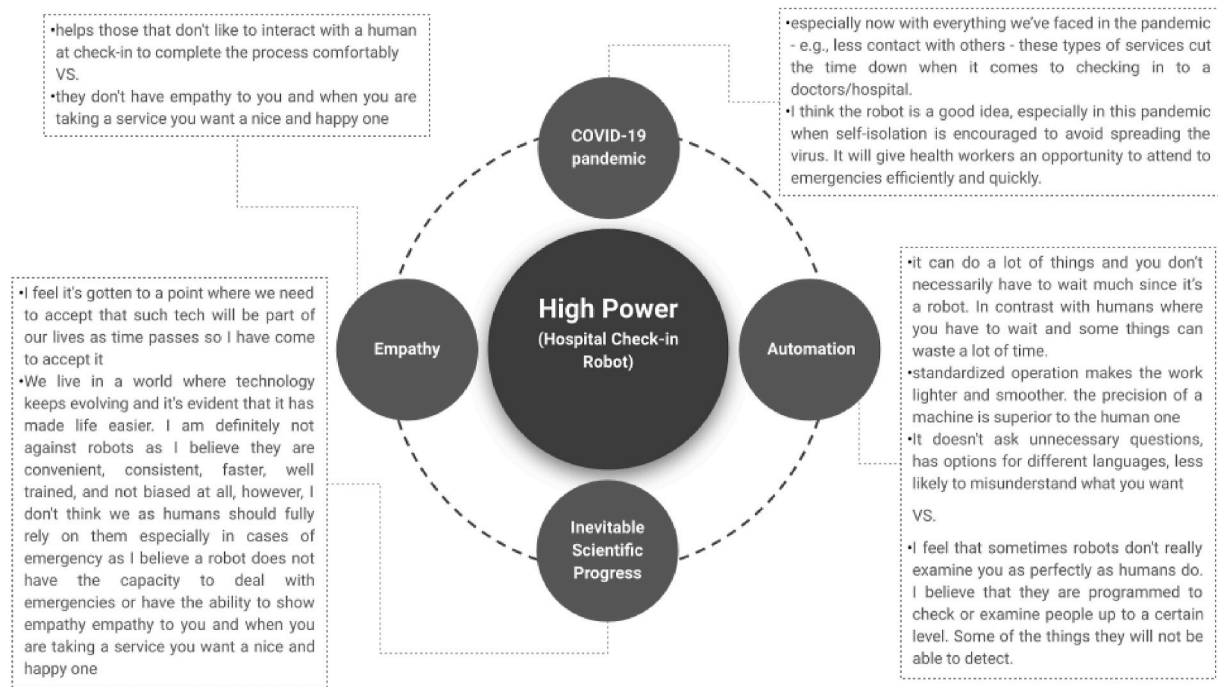 •helps those that don't like to interact with a human
at check-in to complete the process comfortably
VS.
•they don't have empathy to you and when you are
taking a service you want a nice and happy one
•especially now with everything we've faced in the pandemic
- e.g., less contact with others - these types of services cut
the time down when it comes to checking in to a
doctors/hospital.
•I think the robot is a good idea, especially in this pandemic
when self-isolation is encouraged to avoid spreading the
virus. It will give health workers an opportunity to attend to
emergencies efficiently and quickly.
COVID-19
pandemic
High Power
(Hospital Check-in
Robot)
Empathy
Automation
Inevitable
Scientific
Progress
•I feel it's gotten to a point where we need
to accept that such tech will be part of
our lives as time passes so I have come
to accept it
•We live in a world where technology
keeps evolving and it's evident that it has
made life easier. I am definitely not
against robots as I believe they are
convenient, consistent, faster, well
trained, and not biased at all, however, I
don't think we as humans should fully
rely on them especially in cases of
emergency as I believe a robot does not
have the capacity to deal with
emergencies or have the ability to show
empathy empathy to you and when you
are taking a service you want a nice and
happy one
•it can do a lot of things and you don't
necessarily have to wait much since it's
a robot. In contrast with humans where
you have to wait and some things can
waste a lot of time.
•standardized operation makes the work
lighter and smoother. the precision of a
machine is superior to the human one
•It doesn't ask unnecessary questions,
has options for different languages, less
likely to misunderstand what you want
VS.
•I feel that sometimes robots don't really
examine you as perfectly as humans do.
I believe that they are programmed to
check or examine people up to a certain
level. Some of the things they will not be
able to detect.